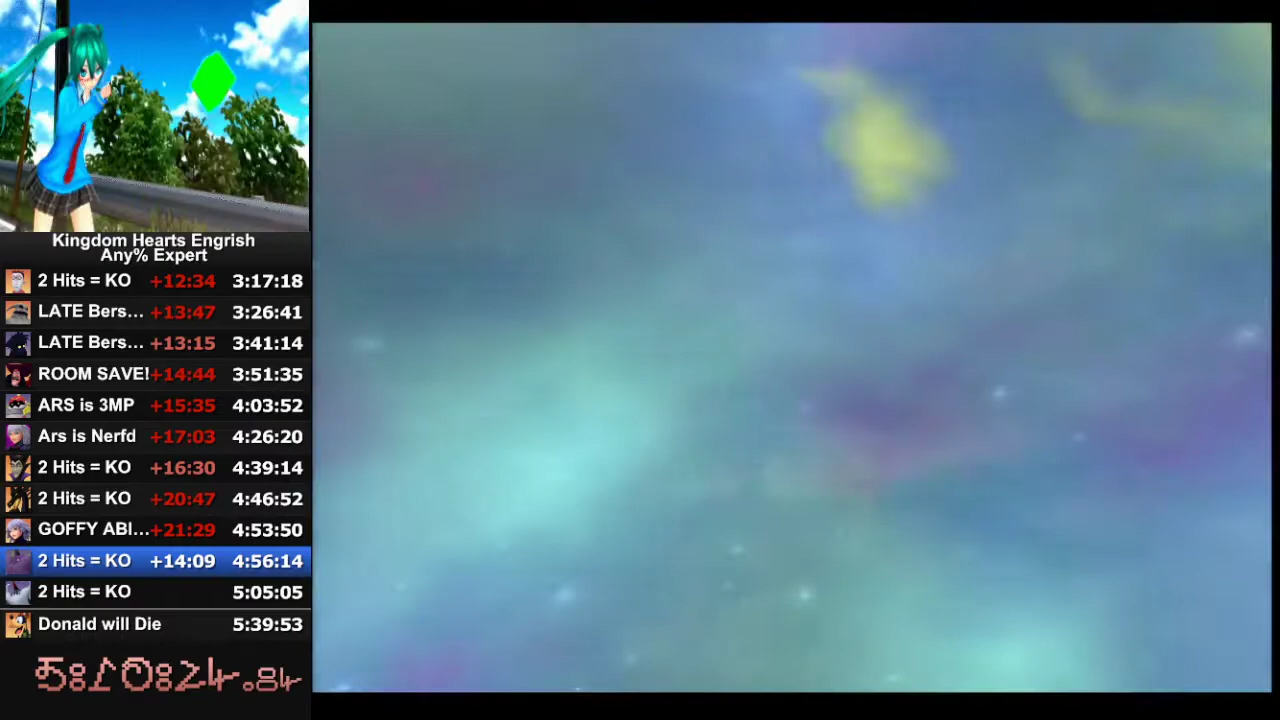 Kingdom Hearts Engrish
Any% Expert
2 Hits = KO +12:34 3:17:18
LATE Bers... +13:47 3:26:41
LATE Bers... +13:15 3:41:14
ROOM SAVE! +14:44 3:51:35
ARS is 3MP +15:35 4:03:52
Ars is Nerfd +17:03 4:26:20
2 Hits = KO +16:30 4:39:14
2 Hits = KO +20:47 4:46:52
GOFFY ABI... +21:29 4:53:50
2 Hits = KO +14:09 4:56:14
2 Hits = KO 5:05:05
Donald will Die 5:39:53
5:10:24.84